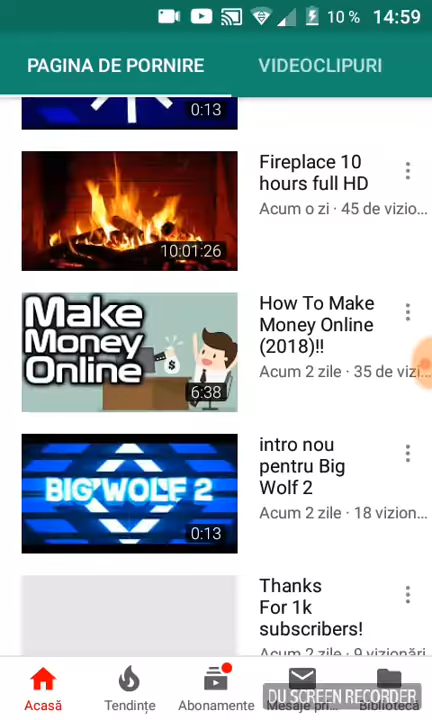 10 % 14:59
PAGINA DE PORNIRE VIDEOCLIPURI
0:13
Fireplace 10
hours full HD
Acum o zi · 45 de vizio...
10:01:26
Make
Money
Online
$
6:38
How To Make
Money Online
(2018)!!
Acum 2 zile · 35 de vizi...
BIG WOLF 2
0:13
intro nou
pentru Big
Wolf 2
Acum 2 zile · 18 vizion...
Thanks
For 1k
subscribers!
Acum 2 zile · 9 vizionări
Acasă Tendințe Abonamente Mesaje pri... Biblioteca
DU SCREEN RECORDER